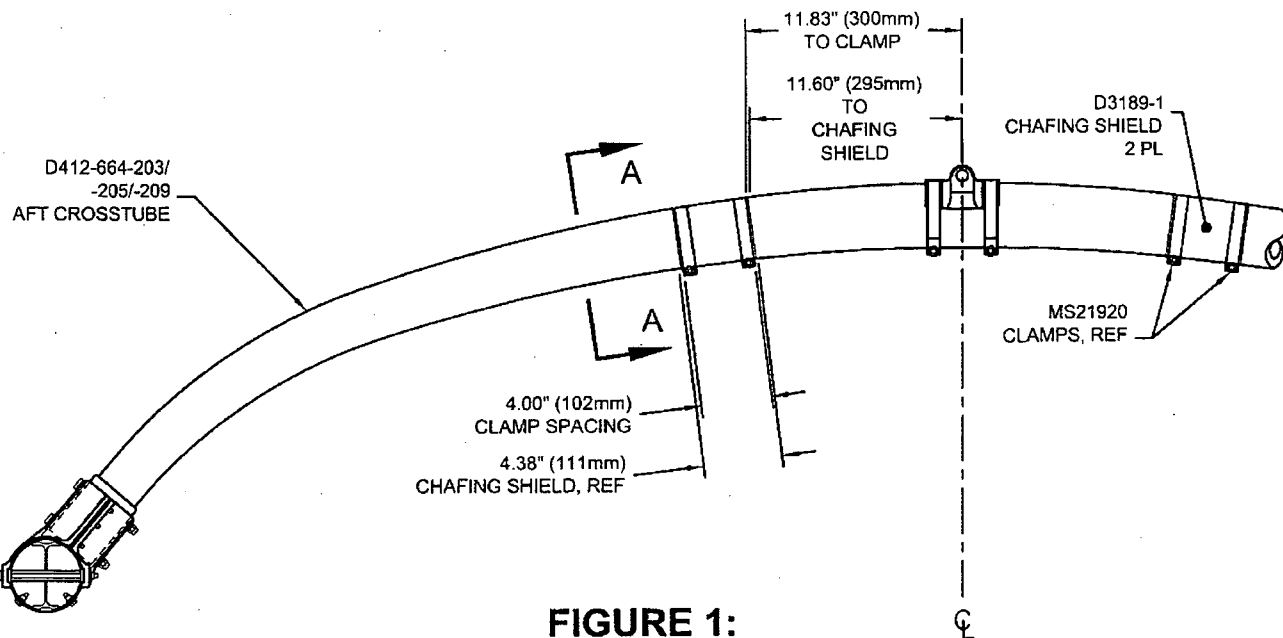 11.83" (300mm)
TO CLAMP
11.60" (295mm)
TO
CHAFING
SHIELD
D3189-1
CHAFING SHIELD
2 PL
D412-664-203/
-205/-209
AFT CROSSTUBE
A
A
MS21920
CLAMPS, REF
4.00" (102mm)
CLAMP SPACING
4.38" (111mm)
CHAFING SHIELD, REF
FIGURE 1:
℄